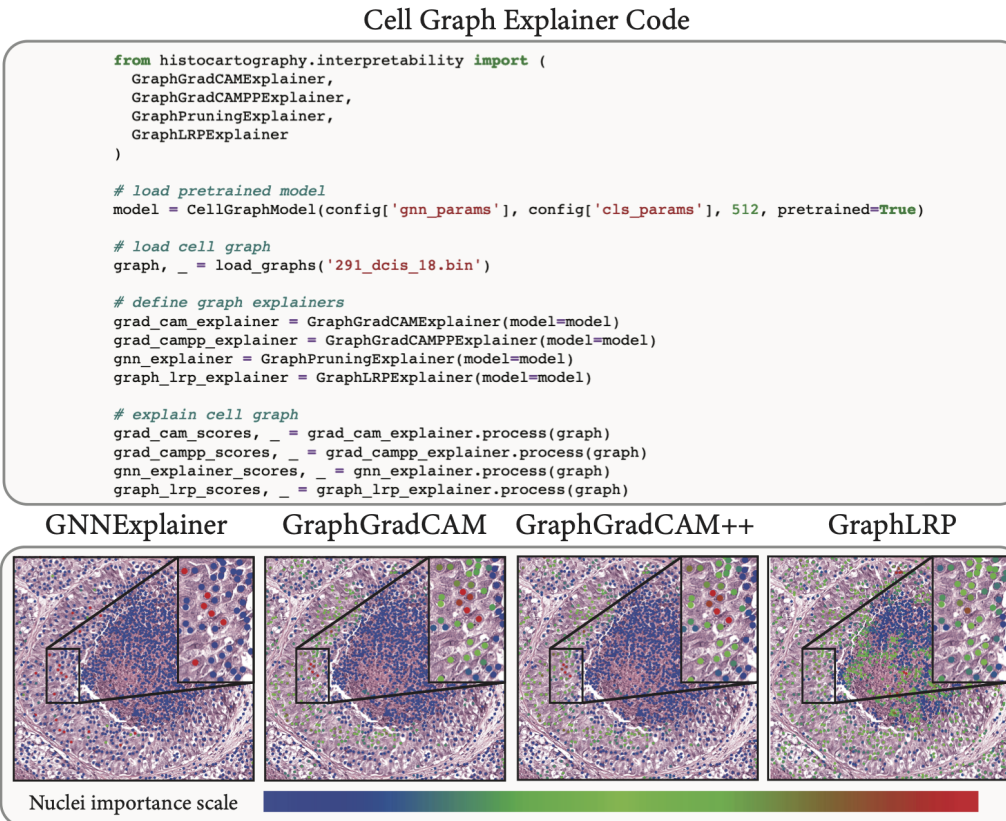 Cell Graph Explainer Code
from histocartography.interpretability import (
  GraphGradCAMExplainer,
  GraphGradCAMPPExplainer,
  GraphPruningExplainer,
  GraphLRPExplainer
)
# load pretrained model
model = CellGraphModel(config['gnn_params'], config['cls_params'], 512, pretrained=True)
# load cell graph
graph, _ = load_graphs('291_dcis_18.bin')
# define graph explainers
grad_cam_explainer = GraphGradCAMExplainer(model=model)
grad_campp_explainer = GraphGradCAMPPExplainer(model=model)
gnn_explainer = GraphPruningExplainer(model=model)
graph_lrp_explainer = GraphLRPExplainer(model=model)
# explain cell graph
grad_cam_scores, _ = grad_cam_explainer.process(graph)
grad_campp_scores, _ = grad_campp_explainer.process(graph)
gnn_explainer_scores, _ = gnn_explainer.process(graph)
graph_lrp_scores, _ = graph_lrp_explainer.process(graph)
GNNExplainer GraphGradCAM GraphGradCAM++ GraphLRP
Nuclei importance scale